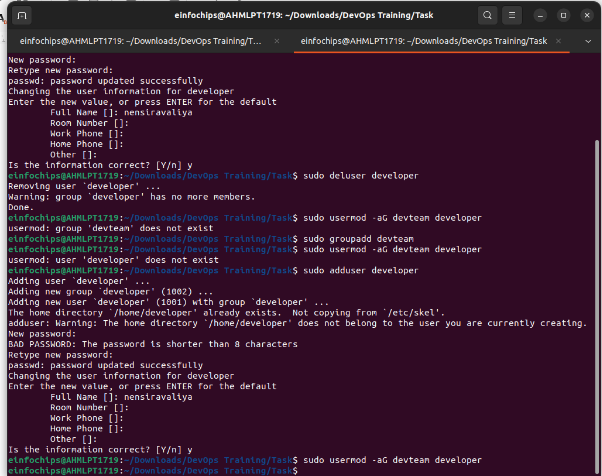 einfochips@AHMLPT1719: ~/Downloads/DevOps Training/Task
einfochips@AHMLPT1719: ~/Downloads/DevOps Training/T... × einfochips@AHMLPT1719: ~/Downloads/DevOps Training/Task ×
New password:
Retype new password:
passwd: password updated successfully
Changing the user information for developer
Enter the new value, or press ENTER for the default
Full Name []: nensiravaliya
Room Number []:
Work Phone []:
Home Phone []:
Other []:
Is the information correct? [Y/n] y
einfochips@AHMLPT1719:~/Downloads/DevOps Training/Task$ sudo deluser developer
Removing user `developer' ...
Warning: group `developer' has no more members.
Done.
einfochips@AHMLPT1719:~/Downloads/DevOps Training/Task$ sudo usermod -aG devteam developer
usermod: group 'devteam' does not exist
einfochips@AHMLPT1719:~/Downloads/DevOps Training/Task$ sudo groupadd devteam
einfochips@AHMLPT1719:~/Downloads/DevOps Training/Task$ sudo usermod -aG devteam developer
usermod: user 'developer' does not exist
einfochips@AHMLPT1719:~/Downloads/DevOps Training/Task$ sudo adduser developer
Adding user `developer' ...
Adding new group `developer' (1002) ...
Adding new user `developer' (1001) with group `developer' ...
The home directory `/home/developer' already exists.  Not copying from `/etc/skel'.
adduser: Warning: The home directory `/home/developer' does not belong to the user you are currently creating.
New password:
BAD PASSWORD: The password is shorter than 8 characters
Retype new password:
passwd: password updated successfully
Changing the user information for developer
Enter the new value, or press ENTER for the default
Full Name []: nensiravaliya
Room Number []:
Work Phone []:
Home Phone []:
Other []:
Is the information correct? [Y/n] y
einfochips@AHMLPT1719:~/Downloads/DevOps Training/Task$ sudo usermod -aG devteam developer
einfochips@AHMLPT1719:~/Downloads/DevOps Training/Task$